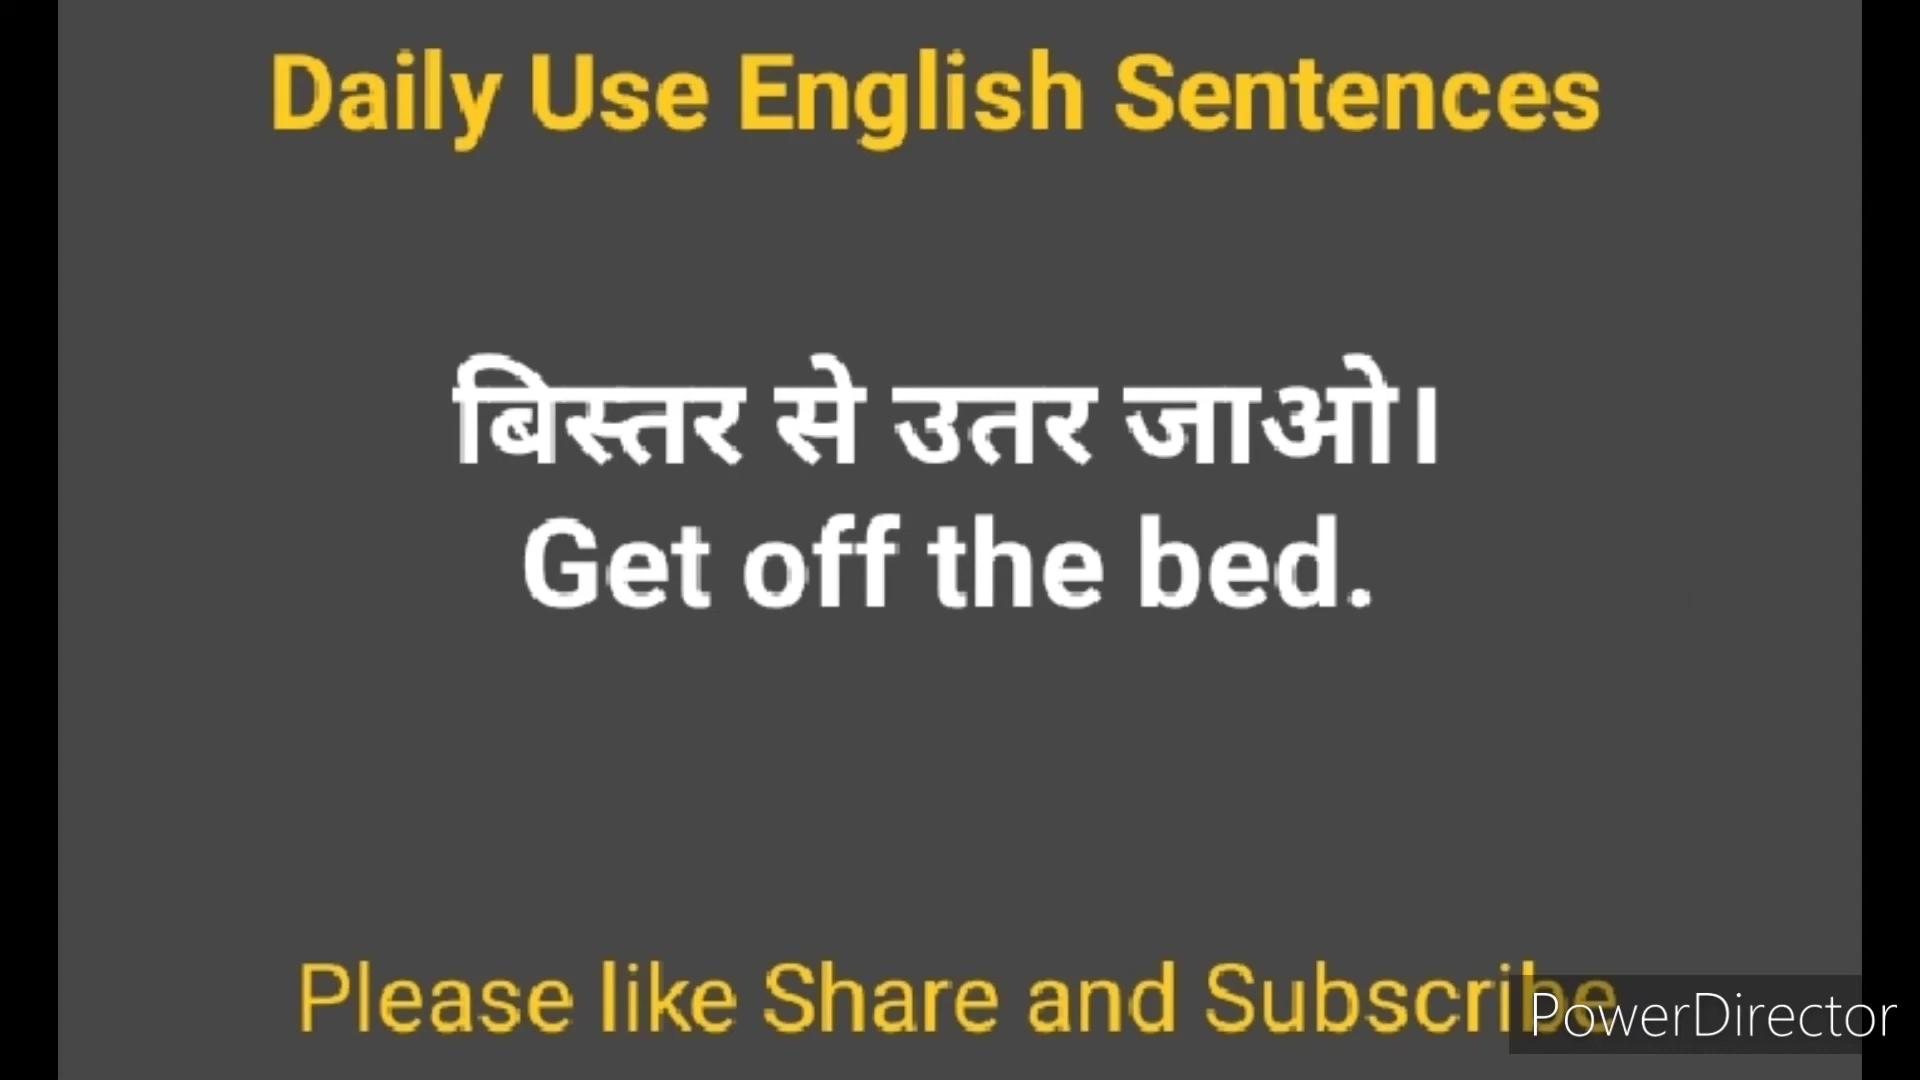 Daily Use English Sentences
बिस्तर से उतर जाओ।
Get off the bed.
Please like Share and Subscribe
PowerDirector